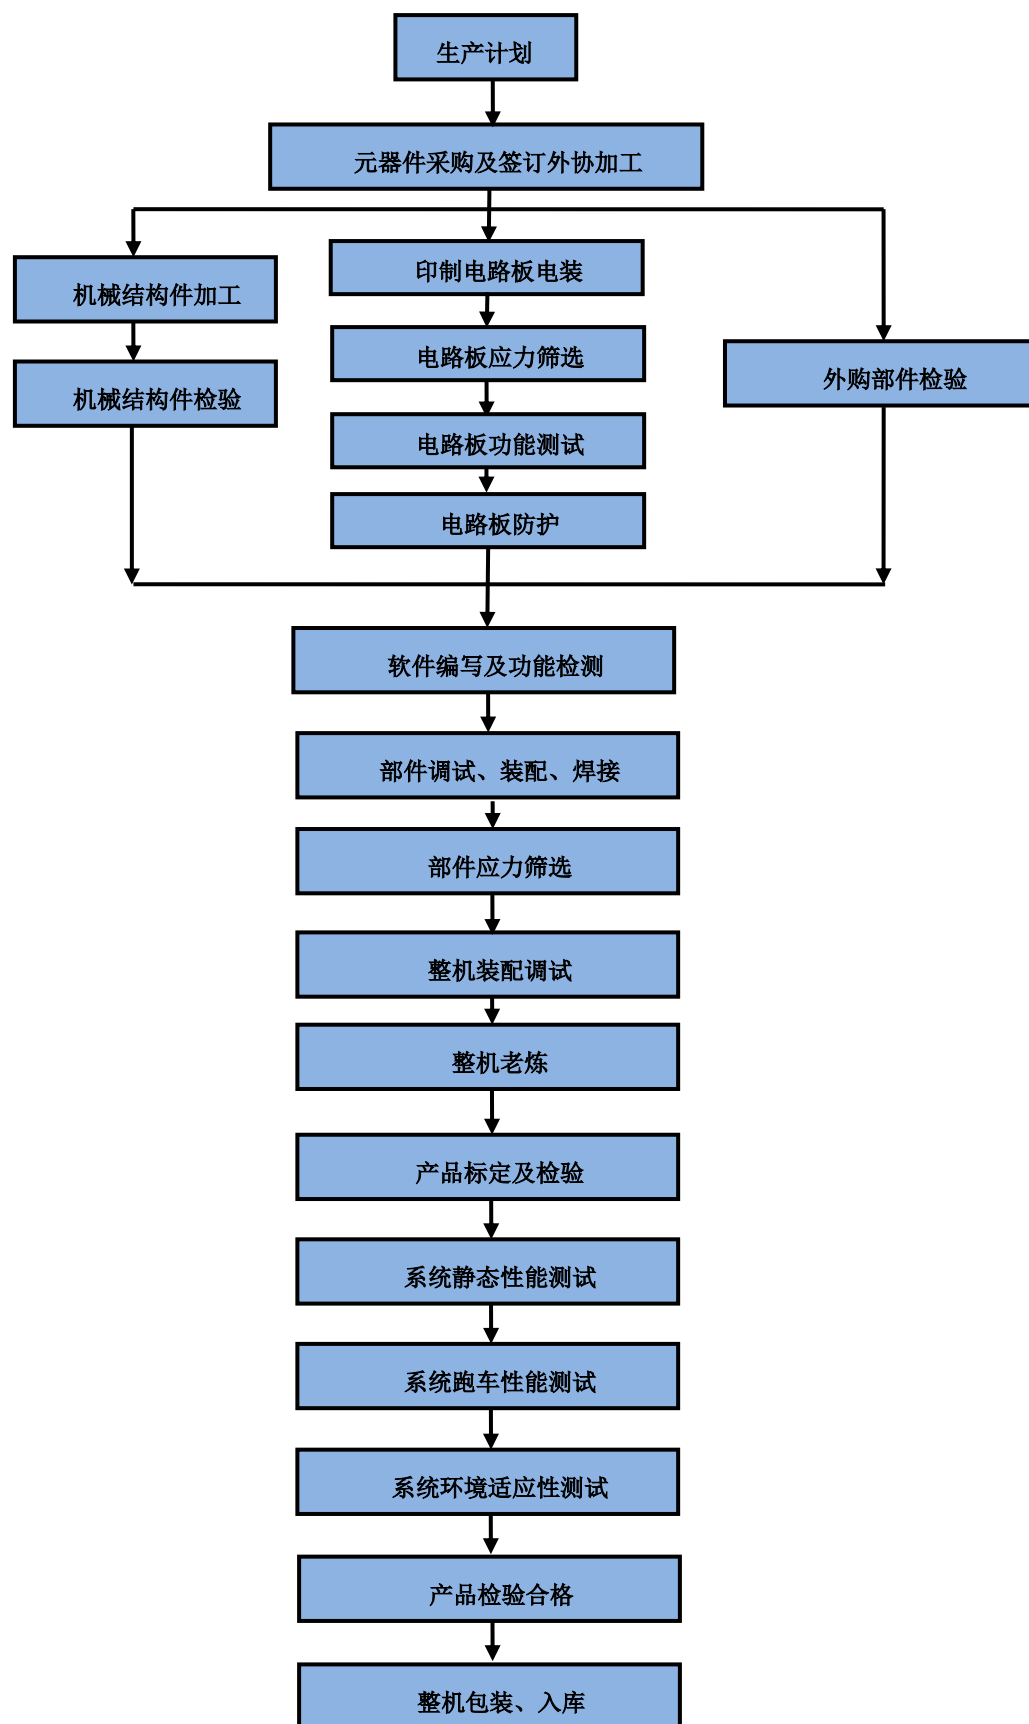 生产计划
元器件采购及签订外协加工
机械结构件加工
机械结构件检验
印制电路板电装
电路板应力筛选
电路板功能测试
电路板防护
外购部件检验
软件编写及功能检测
部件调试、装配、焊接
部件应力筛选
整机装配调试
整机老炼
产品标定及检验
系统静态性能测试
系统跑车性能测试
系统环境适应性测试
产品检验合格
整机包装、入库